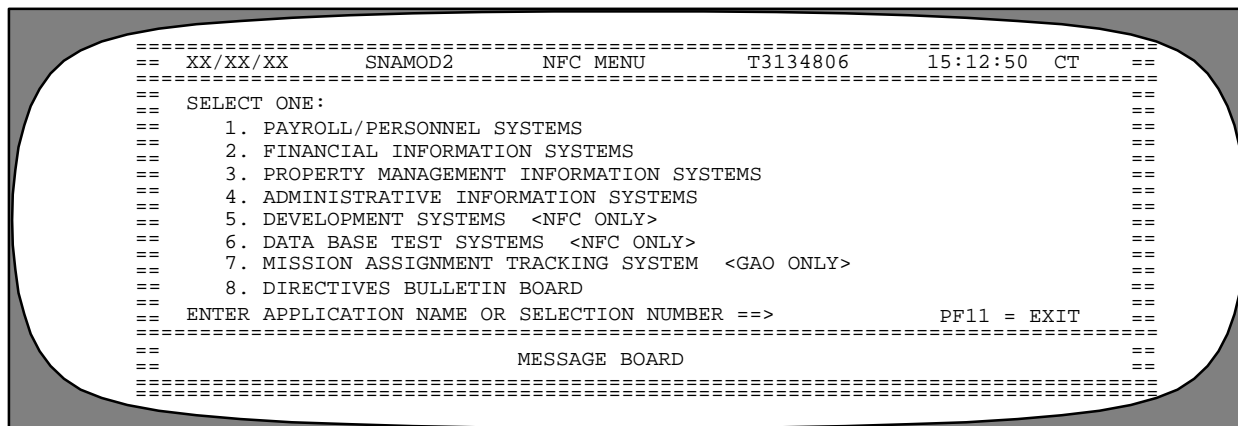 ================================================================================
== XX/XX/XX SNAMOD2 NFC MENU T3134806 15:12:50 CT ==
================================================================================
== SELECT ONE: ==
== 1. PAYROLL/PERSONNEL SYSTEMS ==
== 2. FINANCIAL INFORMATION SYSTEMS ==
== 3. PROPERTY MANAGEMENT INFORMATION SYSTEMS ==
== 4. ADMINISTRATIVE INFORMATION SYSTEMS ==
== 5. DEVELOPMENT SYSTEMS <NFC ONLY> ==
== 6. DATA BASE TEST SYSTEMS <NFC ONLY> ==
== 7. MISSION ASSIGNMENT TRACKING SYSTEM <GAO ONLY> ==
== 8. DIRECTIVES BULLETIN BOARD ==
== ENTER APPLICATION NAME OR SELECTION NUMBER ==> PF11 = EXIT ==
================================================================================
== MESSAGE BOARD ==
================================================================================